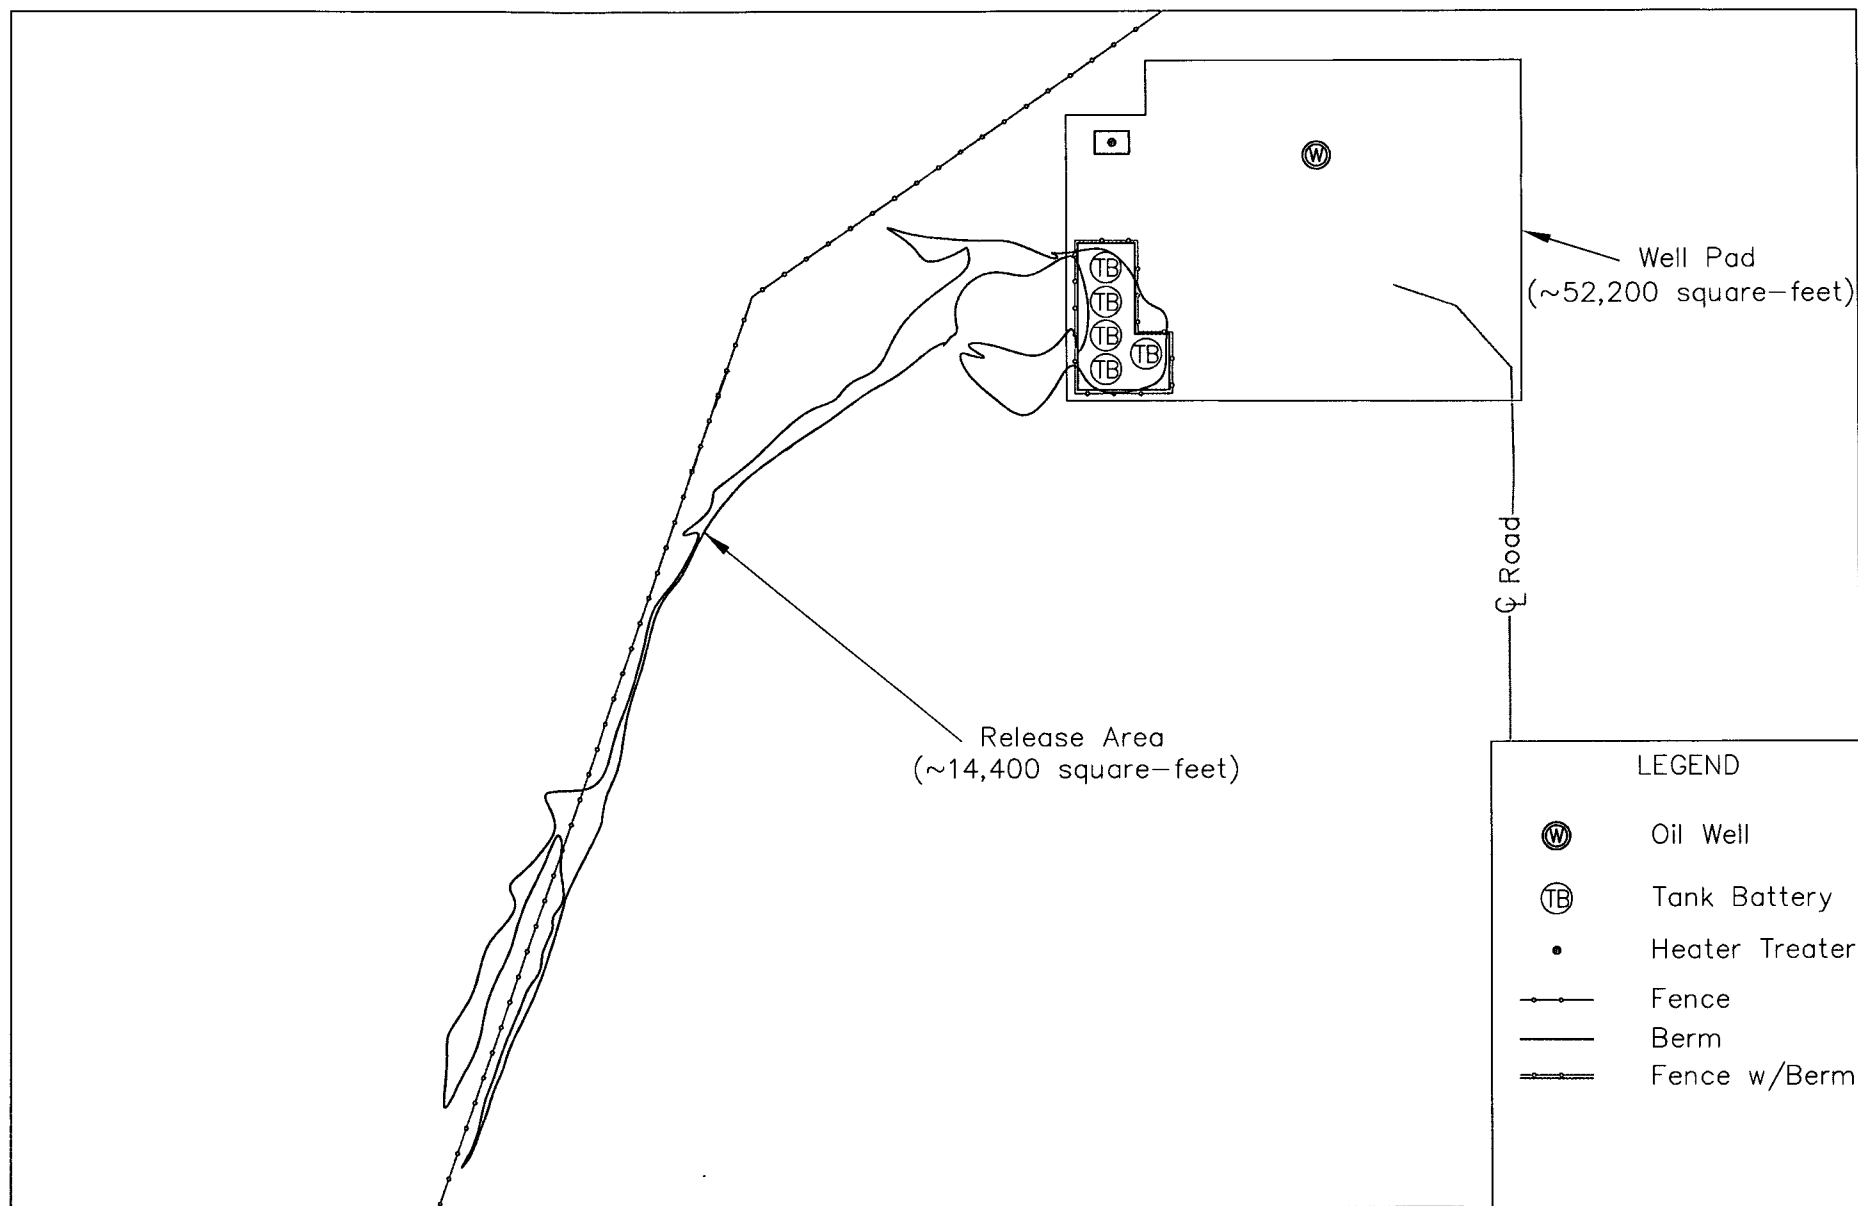 W
TB
TB
TB
TB
TB
Well Pad
(~52,200 square-feet)
℄ Road
Release Area
(~14,400 square-feet)
LEGEND
W Oil Well
TB Tank Battery
Heater Treater
Fence
Berm
Fence w/Berm